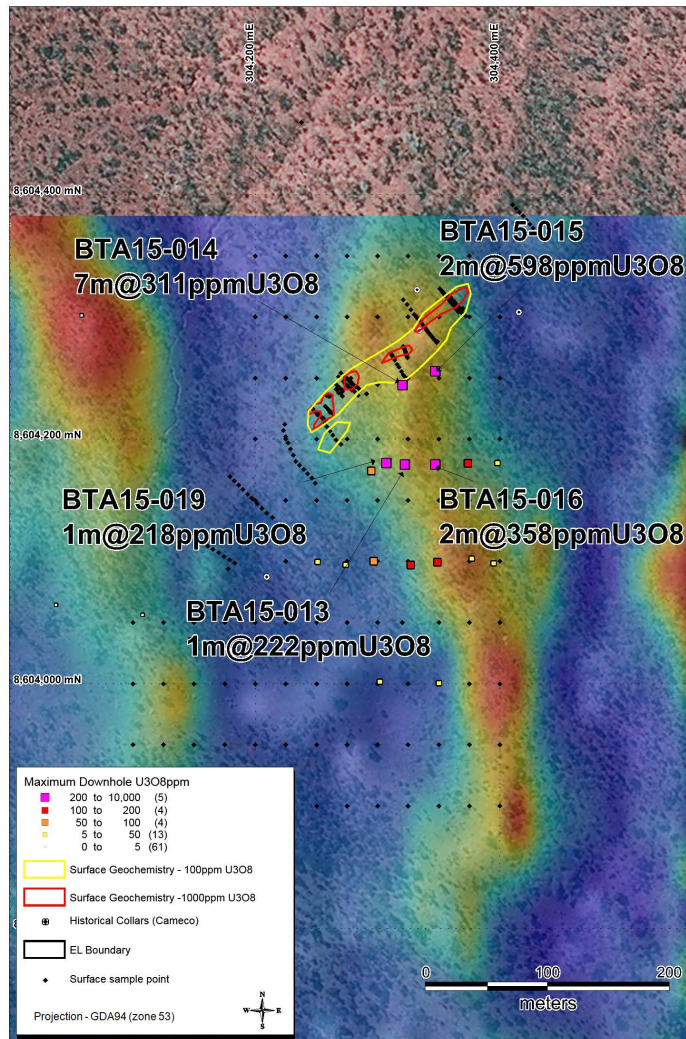 304,200 mE
304,400 mE
8,604,400 mN
BTA15-015
2m@598ppmU3O8
BTA15-014
7m@311ppmU3O8
8,604,200 mN
BTA15-019
1m@218ppmU3O8
BTA15-016
2m@358ppmU3O8
BTA15-013
1m@222ppmU3O8
8,604,000 mN
Maximum Downhole U3O8ppm
200 to 10,000 (5)
100 to 200 (4)
50 to 100 (4)
5 to 50 (13)
0 to 5 (61)
Surface Geochemistry - 100ppm U3O8
Surface Geochemistry -1000ppm U3O8
Historical Collars (Cameco)
EL Boundary
Surface sample point
Projection - GDA94 (zone 53)
N
W E
S
0 100 200
meters